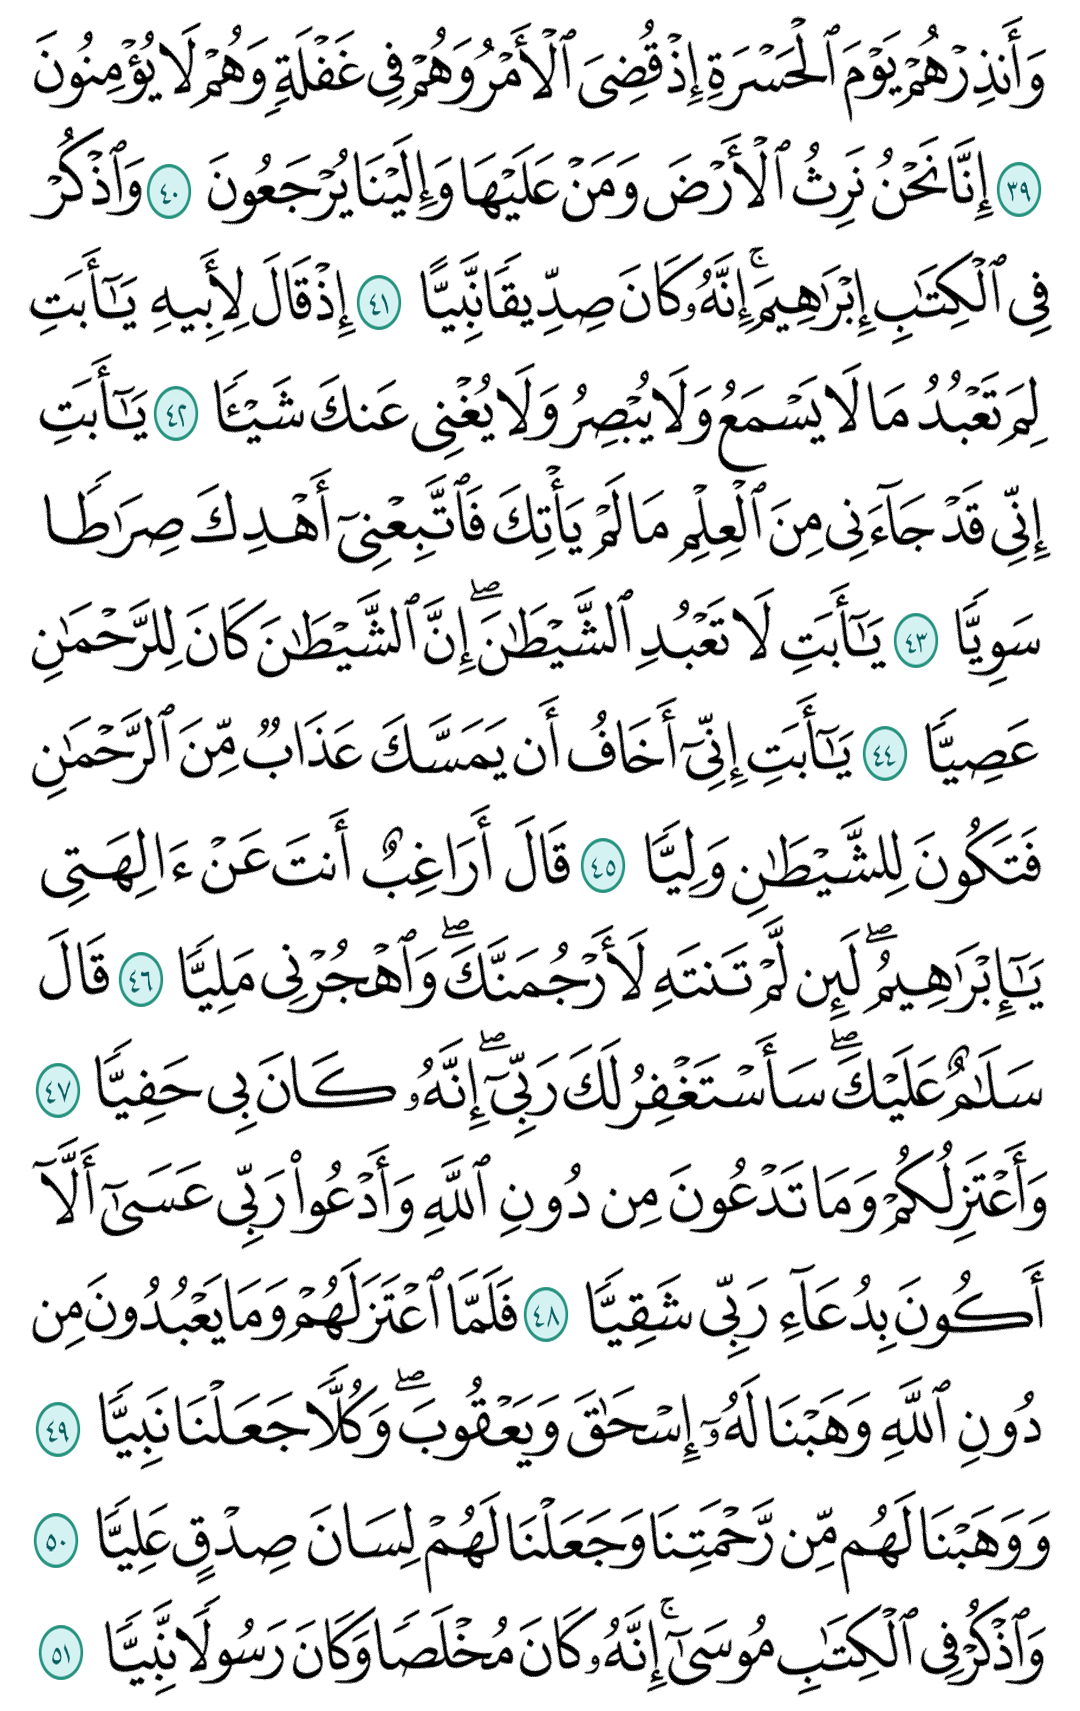 وَأَنذِرْهُمْ يَوْمَ ٱلْحَسْرَةِ إِذْ قُضِىَ ٱلْأَمْرُ وَهُمْ فِى غَفْلَةٍ وَهُمْ لَا يُؤْمِنُونَ
٣٩ إِنَّا نَحْنُ نَرِثُ ٱلْأَرْضَ وَمَنْ عَلَيْهَا وَإِلَيْنَا يُرْجَعُونَ ٤٠ وَٱذْكُرْ
فِى ٱلْكِتَٰبِ إِبْرَٰهِيمَ ۚ إِنَّهُۥ كَانَ صِدِّيقًا نَّبِيًّا ٤١ إِذْ قَالَ لِأَبِيهِ يَٰٓأَبَتِ
لِمَ تَعْبُدُ مَا لَا يَسْمَعُ وَلَا يُبْصِرُ وَلَا يُغْنِى عَنكَ شَيْـًٔا ٤٢ يَٰٓأَبَتِ
إِنِّى قَدْ جَآءَنِى مِنَ ٱلْعِلْمِ مَا لَمْ يَأْتِكَ فَٱتَّبِعْنِىٓ أَهْدِكَ صِرَٰطًا
سَوِيًّا ٤٣ يَٰٓأَبَتِ لَا تَعْبُدِ ٱلشَّيْطَٰنَ ۖ إِنَّ ٱلشَّيْطَٰنَ كَانَ لِلرَّحْمَٰنِ
عَصِيًّا ٤٤ يَٰٓأَبَتِ إِنِّىٓ أَخَافُ أَن يَمَسَّكَ عَذَابٌ مِّنَ ٱلرَّحْمَٰنِ
فَتَكُونَ لِلشَّيْطَٰنِ وَلِيًّا ٤٥ قَالَ أَرَاغِبٌ أَنتَ عَنْ ءَالِهَتِى
يَٰٓإِبْرَٰهِيمُ ۖ لَئِن لَّمْ تَنتَهِ لَأَرْجُمَنَّكَ ۖ وَٱهْجُرْنِى مَلِيًّا ٤٦ قَالَ
سَلَٰمٌ عَلَيْكَ ۖ سَأَسْتَغْفِرُ لَكَ رَبِّىٓ ۖ إِنَّهُۥ كَانَ بِى حَفِيًّا ٤٧
وَأَعْتَزِلُكُمْ وَمَا تَدْعُونَ مِن دُونِ ٱللَّهِ وَأَدْعُوا۟ رَبِّى عَسَىٰٓ أَلَّآ
أَكُونَ بِدُعَآءِ رَبِّى شَقِيًّا ٤٨ فَلَمَّا ٱعْتَزَلَهُمْ وَمَا يَعْبُدُونَ مِن
دُونِ ٱللَّهِ وَهَبْنَا لَهُۥٓ إِسْحَٰقَ وَيَعْقُوبَ ۖ وَكُلًّا جَعَلْنَا نَبِيًّا ٤٩
وَوَهَبْنَا لَهُم مِّن رَّحْمَتِنَا وَجَعَلْنَا لَهُمْ لِسَانَ صِدْقٍ عَلِيًّا ٥٠
وَٱذْكُرْ فِى ٱلْكِتَٰبِ مُوسَىٰٓ ۚ إِنَّهُۥ كَانَ مُخْلَصًا وَكَانَ رَسُولًا نَّبِيًّا ٥١